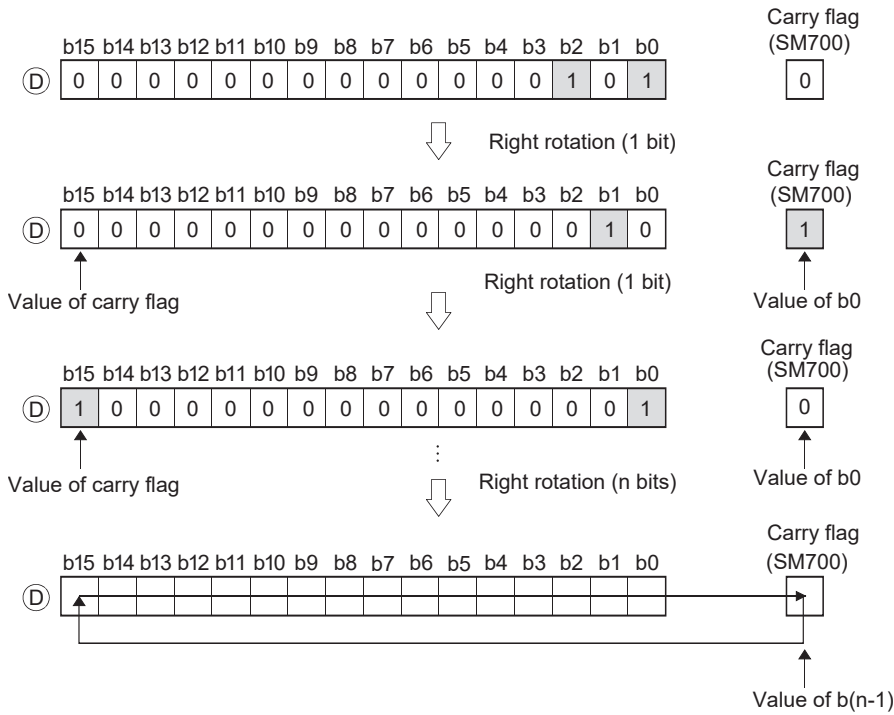 Carry flag
(SM700)
b15 b14 b13 b12 b11 b10 b9 b8 b7 b6 b5 b4 b3 b2 b1 b0
D 0 0 0 0 0 0 0 0 0 0 0 0 0 1 0 1 0
Right rotation (1 bit)
Carry flag
(SM700)
b15 b14 b13 b12 b11 b10 b9 b8 b7 b6 b5 b4 b3 b2 b1 b0
D 0 0 0 0 0 0 0 0 0 0 0 0 0 0 1 0 1
Right rotation (1 bit)
Value of carry flag Value of b0
Carry flag
(SM700)
b15 b14 b13 b12 b11 b10 b9 b8 b7 b6 b5 b4 b3 b2 b1 b0
D 1 0 0 0 0 0 0 0 0 0 0 0 0 0 0 1 0
Value of carry flag Value of b0
Right rotation (n bits)
Carry flag
(SM700)
b15 b14 b13 b12 b11 b10 b9 b8 b7 b6 b5 b4 b3 b2 b1 b0
D
Value of b(n-1)